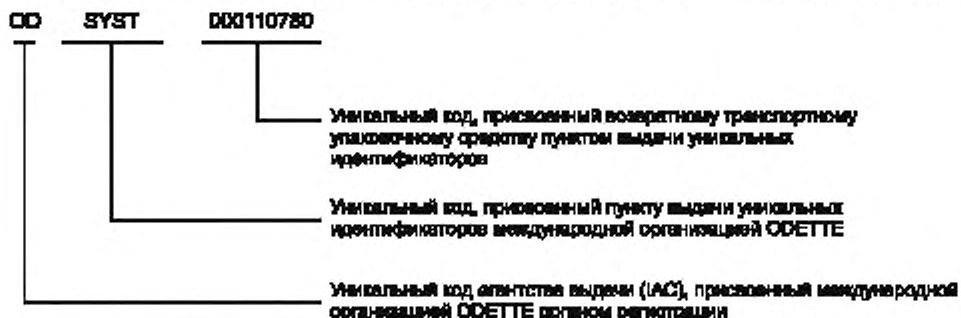 OD SYST 0XI110780
Уникальный код, присвоенный возвратному транспортному
упаковочному средству пунктом выдачи уникальных
идентификаторов
Уникальный код, присвоенный пункту выдачи уникальных
идентификаторов международной организацией ODETTE
Уникальный код агентства выдачи (IAC), присвоенный международной
организацией ODETTE органом регистрации